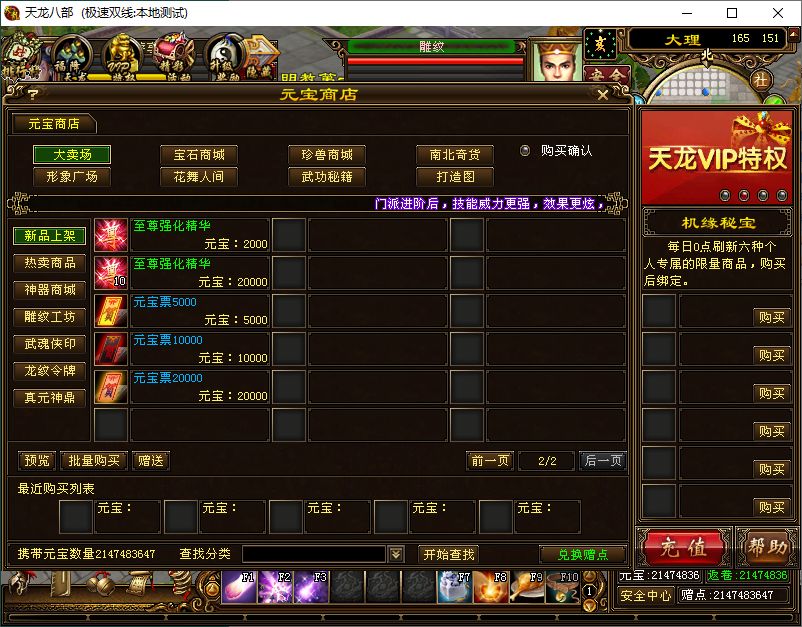 天龙八部 (极速双线:本地测试)
雕纹
大理 165 151
北
社
安全
元宝商店
?
元宝商店
大卖场 宝石商城 珍兽商城 南北奇货 购买确认
形象广场 花舞人间 武功秘籍 打造图
天龙VIP特权
门派进阶后，技能威力更强，效果更炫，
机缘秘宝
每日0点刷新六种个
人专属的限量商品，购买
后绑定。
新品上架
热卖商品
神器商城
雕纹工坊
武魂侠印
龙纹令牌
真元神鼎
至尊强化精华
元宝：2000
至尊强化精华
10
元宝：20000
元宝票5000
元宝：5000
元宝票10000
元宝：10000
元宝票20000
元宝：20000
购买
购买
购买
购买
购买
购买
预览 批量购买 赠送 前一页 2/2 后一页
最近购买列表
元宝： 元宝： 元宝： 元宝： 元宝：
携带元宝数量2147483647 查找分类 开始查找 兑换赠点
充值 帮助
F1 F2 F3 F7 F8 F9 F10 1
元宝:21474836
安全中心 赠点:2147483647